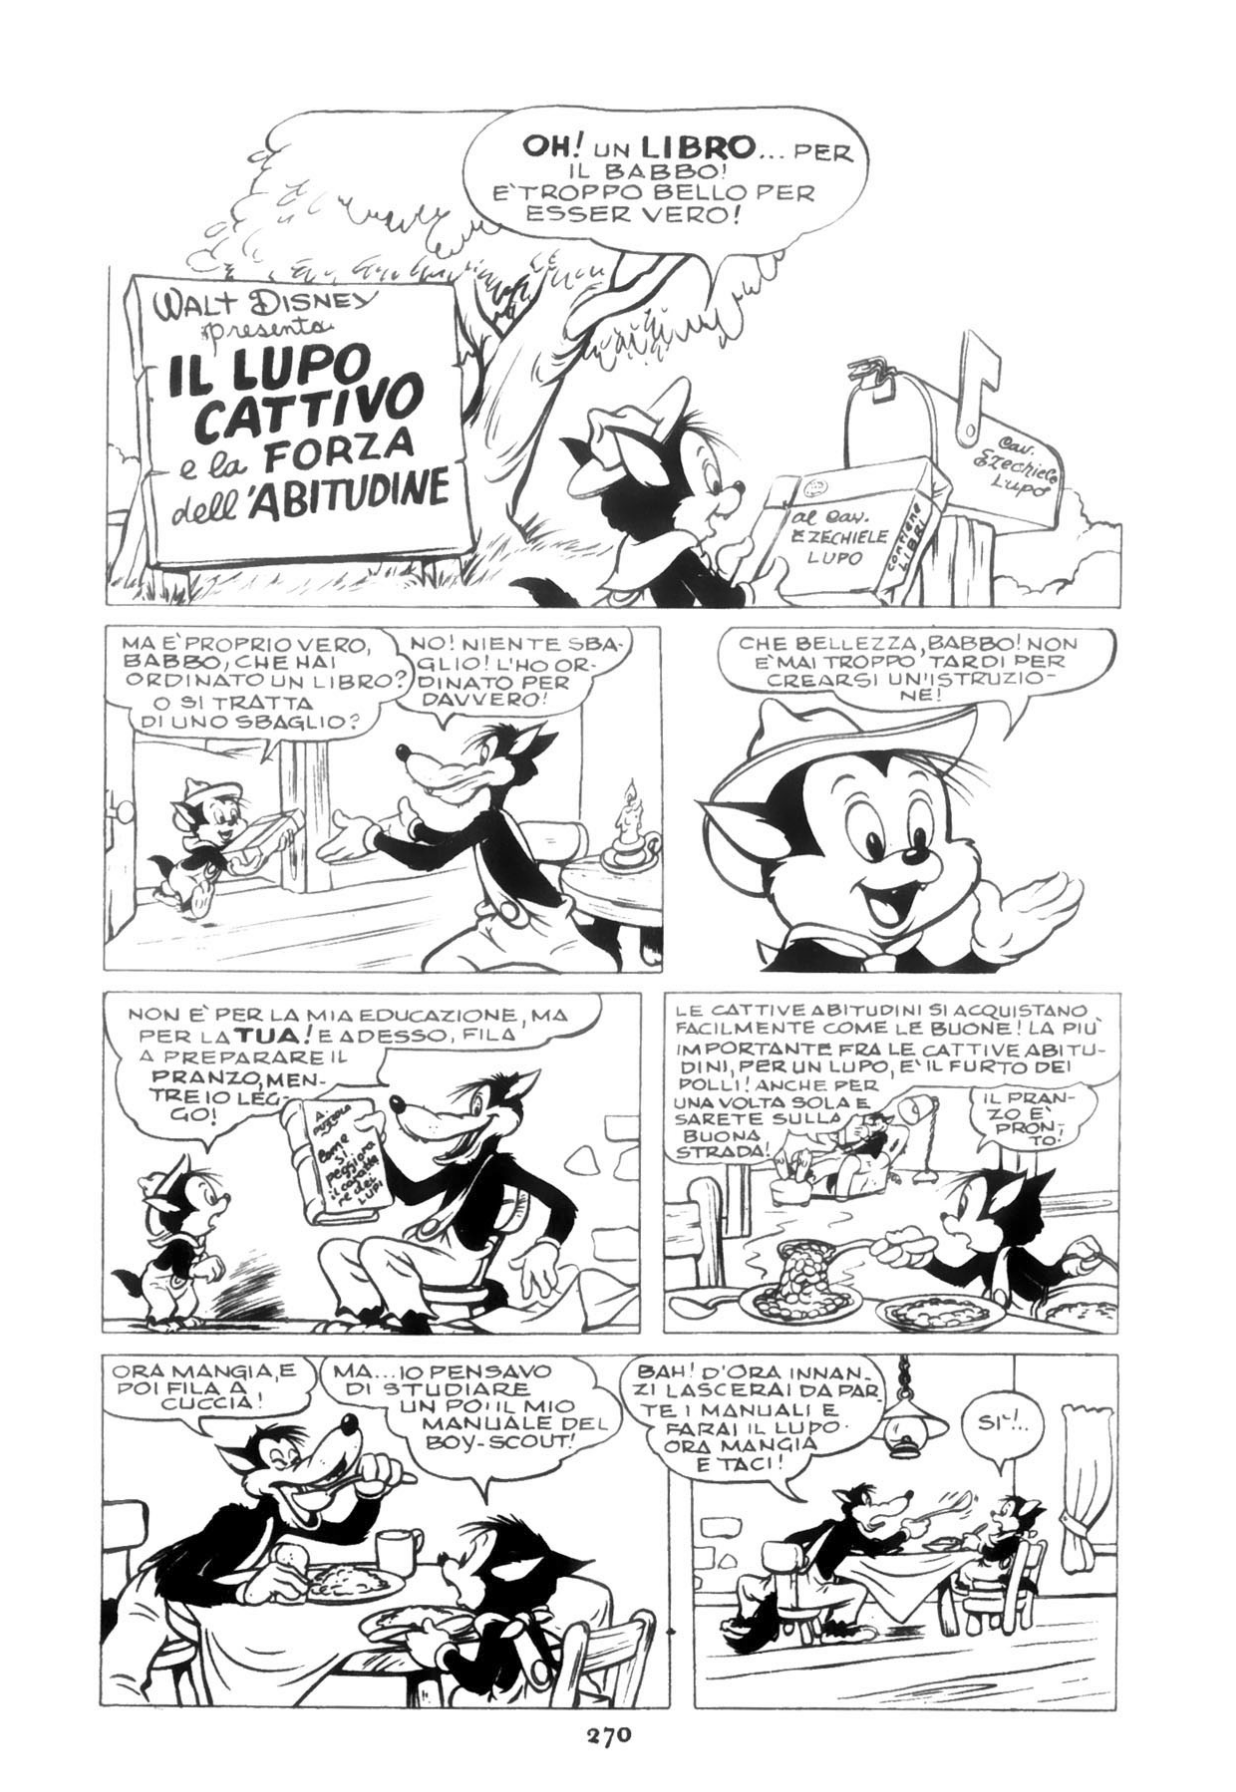 OH! UN LIBRO... PER
IL BABBO!
E' TROPPO BELLO PER
ESSER VERO!
WALT DISNEY
presenta
IL LUPO
CATTIVO
e la FORZA
dell'ABITUDINE
Cav.
Ezechiele
Lupo
al Cav.
EZECHIELE
LUPO
CONTIENE
LIBRI
MA E' PROPRIO VERO,
BABBO, CHE HAI
ORDINATO UN LIBRO?
O SI TRATTA
DI UNO SBAGLIO?
NO! NIENTE SBA-
GLIO! L'HO OR-
DINATO PER
DAVVERO!
CHE BELLEZZA, BABBO! NON
E' MAI TROPPO TARDI PER
CREARSI UN'ISTRUZIO-
NE!
NON E' PER LA MIA EDUCAZIONE, MA
PER LA TUA! E ADESSO, FILA
A PREPARARE IL
PRANZO, MEN-
TRE IO LEG-
GO!
Come
si
peggiora
il caratte
re dei
LUPI
LE CATTIVE ABITUDINI SI ACQUISTANO
FACILMENTE COME LE BUONE! LA PIU'
IMPORTANTE FRA LE CATTIVE ABITU-
DINI, PER UN LUPO, E' IL FURTO DEI
POLLI! ANCHE PER
UNA VOLTA SOLA E
SARETE SULLA
BUONA
STRADA!
IL PRAN-
ZO E'
PRON-
TO!
ORA MANGIA, E
POI FILA A
CUCCIA!
MA... IO PENSAVO
DI STUDIARE
UN PO' IL MIO
MANUALE DEL
BOY-SCOUT!
BAH! D'ORA INNAN-
ZI LASCERAI DA PAR
TE I MANUALI E
FARAI IL LUPO.
ORA MANGIA
E TACI!
SI'!..
270